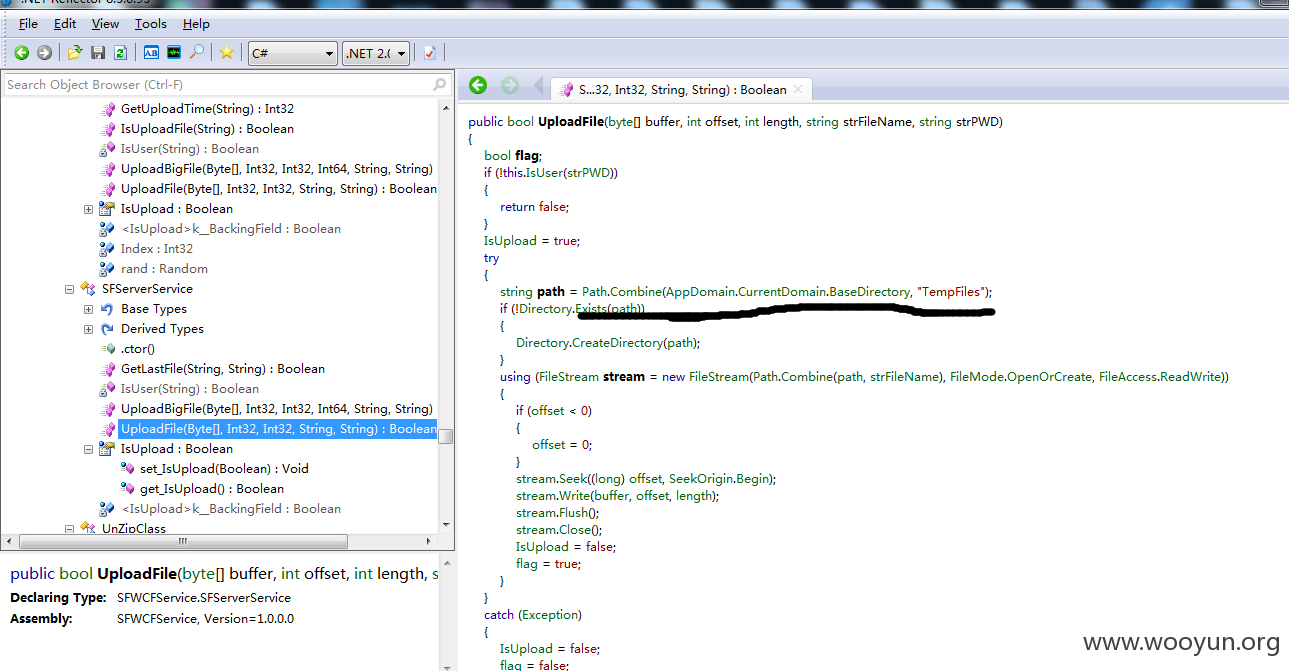 .NET Reflector 8.3.0.93
File Edit View Tools Help
C# .NET 2.(
Search Object Browser (Ctrl-F)
GetUploadTime(String) : Int32
IsUploadFile(String) : Boolean
IsUser(String) : Boolean
UploadBigFile(Byte[], Int32, Int32, Int64, String, String)
UploadFile(Byte[], Int32, Int32, String, String) : Boolean
IsUpload : Boolean
<IsUpload>k__BackingField : Boolean
Index : Int32
rand : Random
SFServerService
Base Types
Derived Types
.ctor()
GetLastFile(String, String) : Boolean
IsUser(String) : Boolean
UploadBigFile(Byte[], Int32, Int32, Int64, String, String)
UploadFile(Byte[], Int32, Int32, String, String) : Boolean
IsUpload : Boolean
set_IsUpload(Boolean) : Void
get_IsUpload() : Boolean
<IsUpload>k__BackingField : Boolean
UnZipClass
public bool UploadFile(byte[] buffer, int offset, int length, s
Declaring Type: SFWCFService.SFServerService
Assembly: SFWCFService, Version=1.0.0.0
S...32, Int32, String, String) : Boolean
public bool UploadFile(byte[] buffer, int offset, int length, string strFileName, string strPWD)
{
bool flag;
if (!this.IsUser(strPWD))
{
return false;
}
IsUpload = true;
try
{
string path = Path.Combine(AppDomain.CurrentDomain.BaseDirectory, "TempFiles");
if (!Directory.Exists(path))
{
Directory.CreateDirectory(path);
}
using (FileStream stream = new FileStream(Path.Combine(path, strFileName), FileMode.OpenOrCreate, FileAccess.ReadWrite))
{
if (offset < 0)
{
offset = 0;
}
stream.Seek((long) offset, SeekOrigin.Begin);
stream.Write(buffer, offset, length);
stream.Flush();
stream.Close();
IsUpload = false;
flag = true;
}
}
catch (Exception)
{
IsUpload = false;
flag = false;
www.wooyun.org